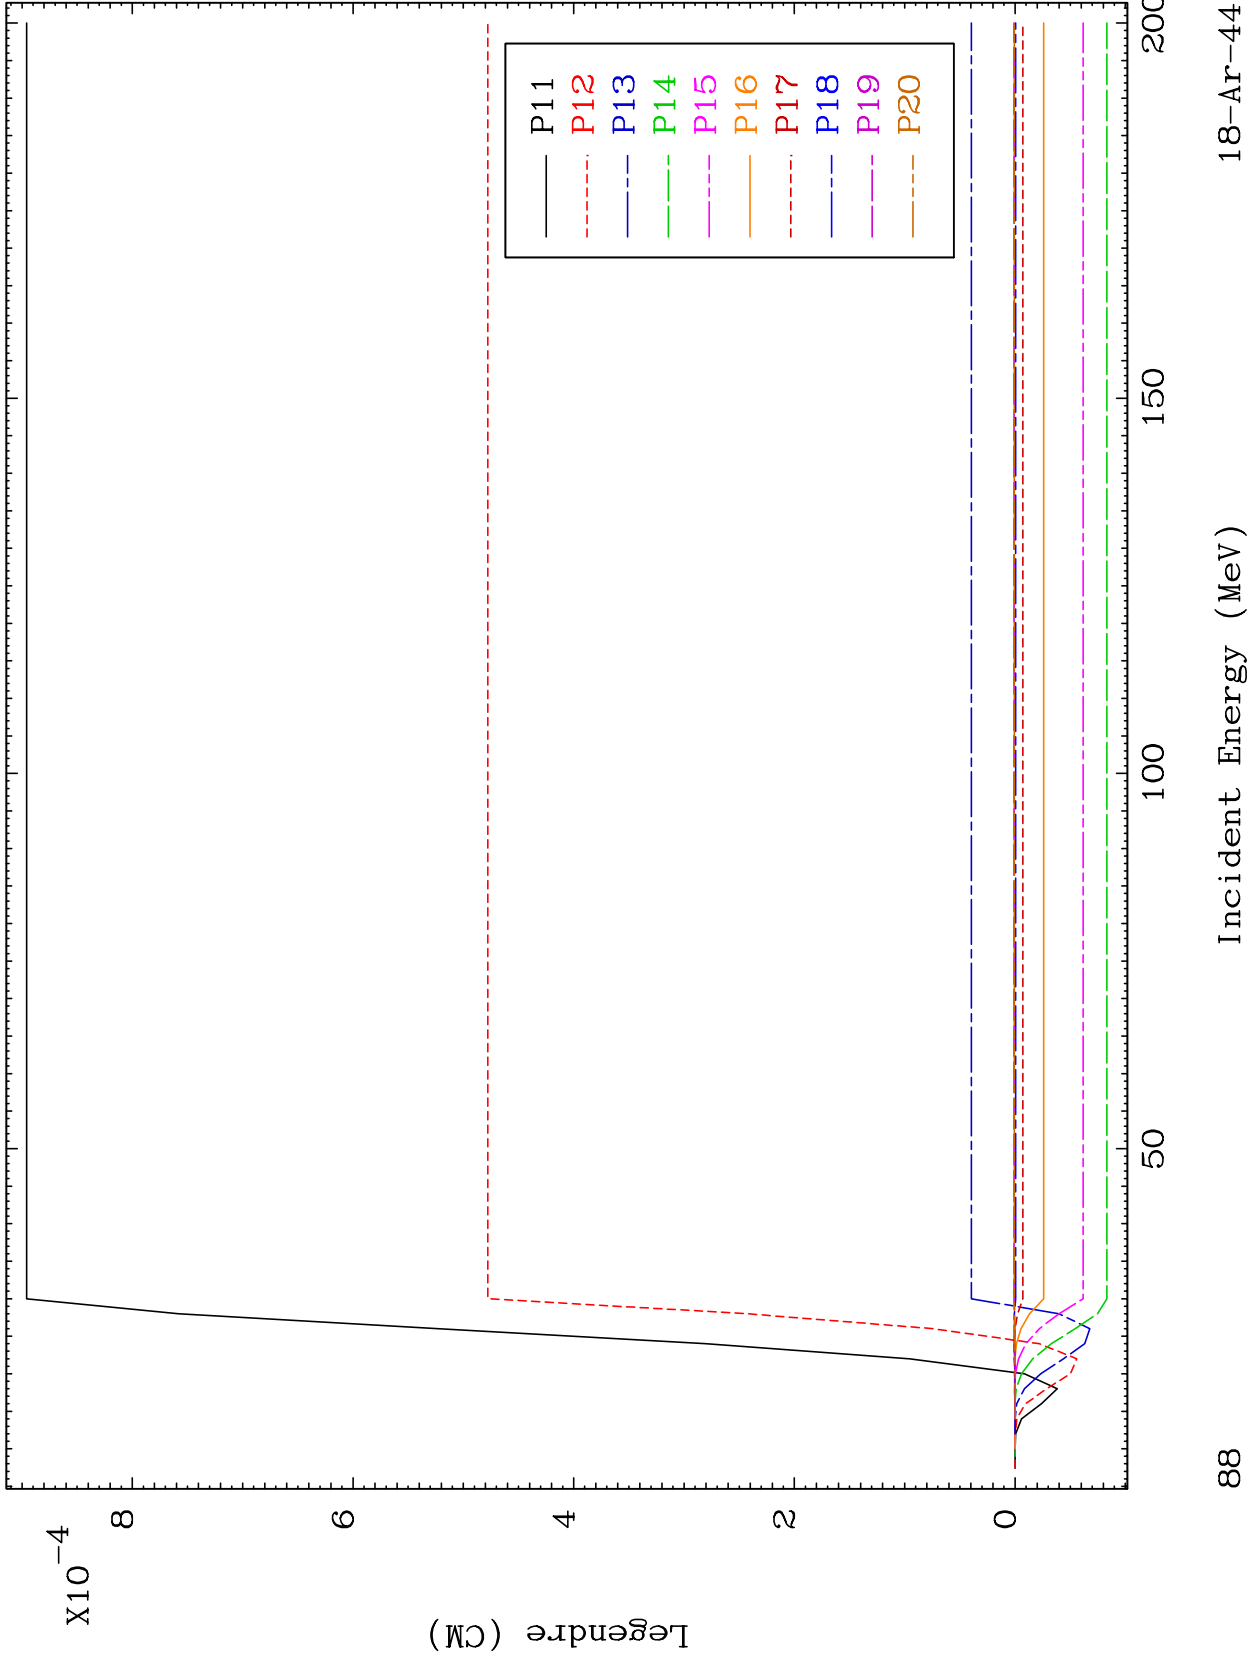 X10-4
8
6
4
2
0
Legendre (CM)
P11
P12
P13
P14
P15
P16
P17
P18
P19
P20
50
100
150
200
Incident Energy (MeV)
88
18-Ar-44